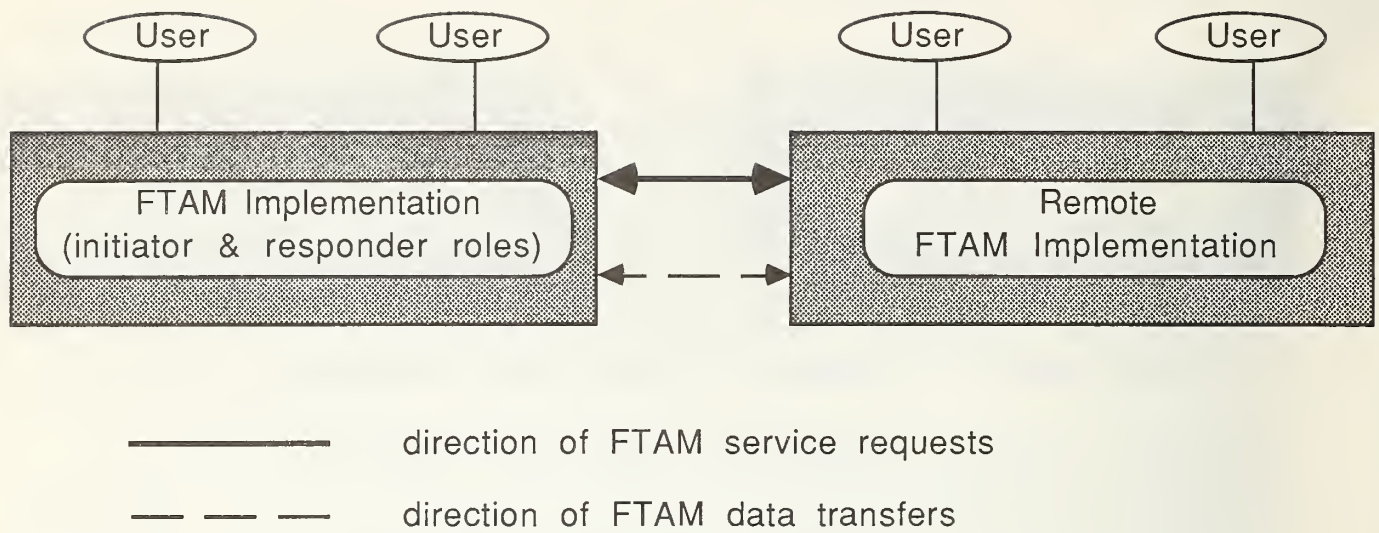 User User User User
FTAM Implementation
(initiator & responder roles)
Remote
FTAM Implementation
direction of FTAM service requests
direction of FTAM data transfers